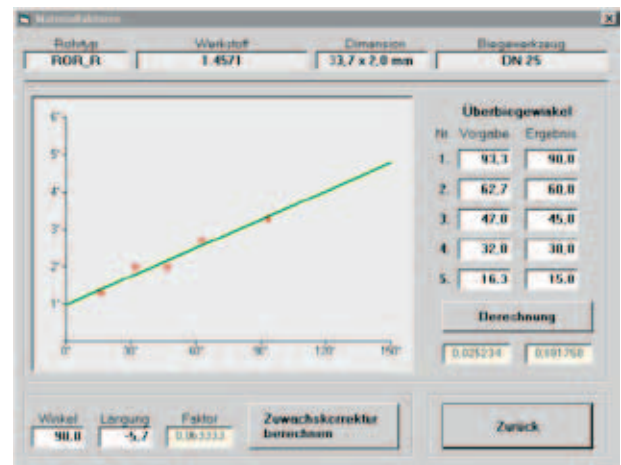 Materialfaktoren
Rohrtyp Werkstoff Dimension Biegewerkzeug
ROR_R 1.4571 33,7 x 2,0 mm DN 25
Überbiegewinkel
Nr. Vorgabe Ergebnis
1. 93,3 90,0
2. 62,7 60,0
3. 47,0 45,0
4. 32,0 30,0
5. 16,3 15,0
Berechnung
0,025234
6°
5°
4°
3°
2°
1°
0° 30° 60° 90° 120° 150°
Winkel Längung Faktor
90,0 -5,7 0,063333
Zuwachskorrektur
berechnen
Zurück